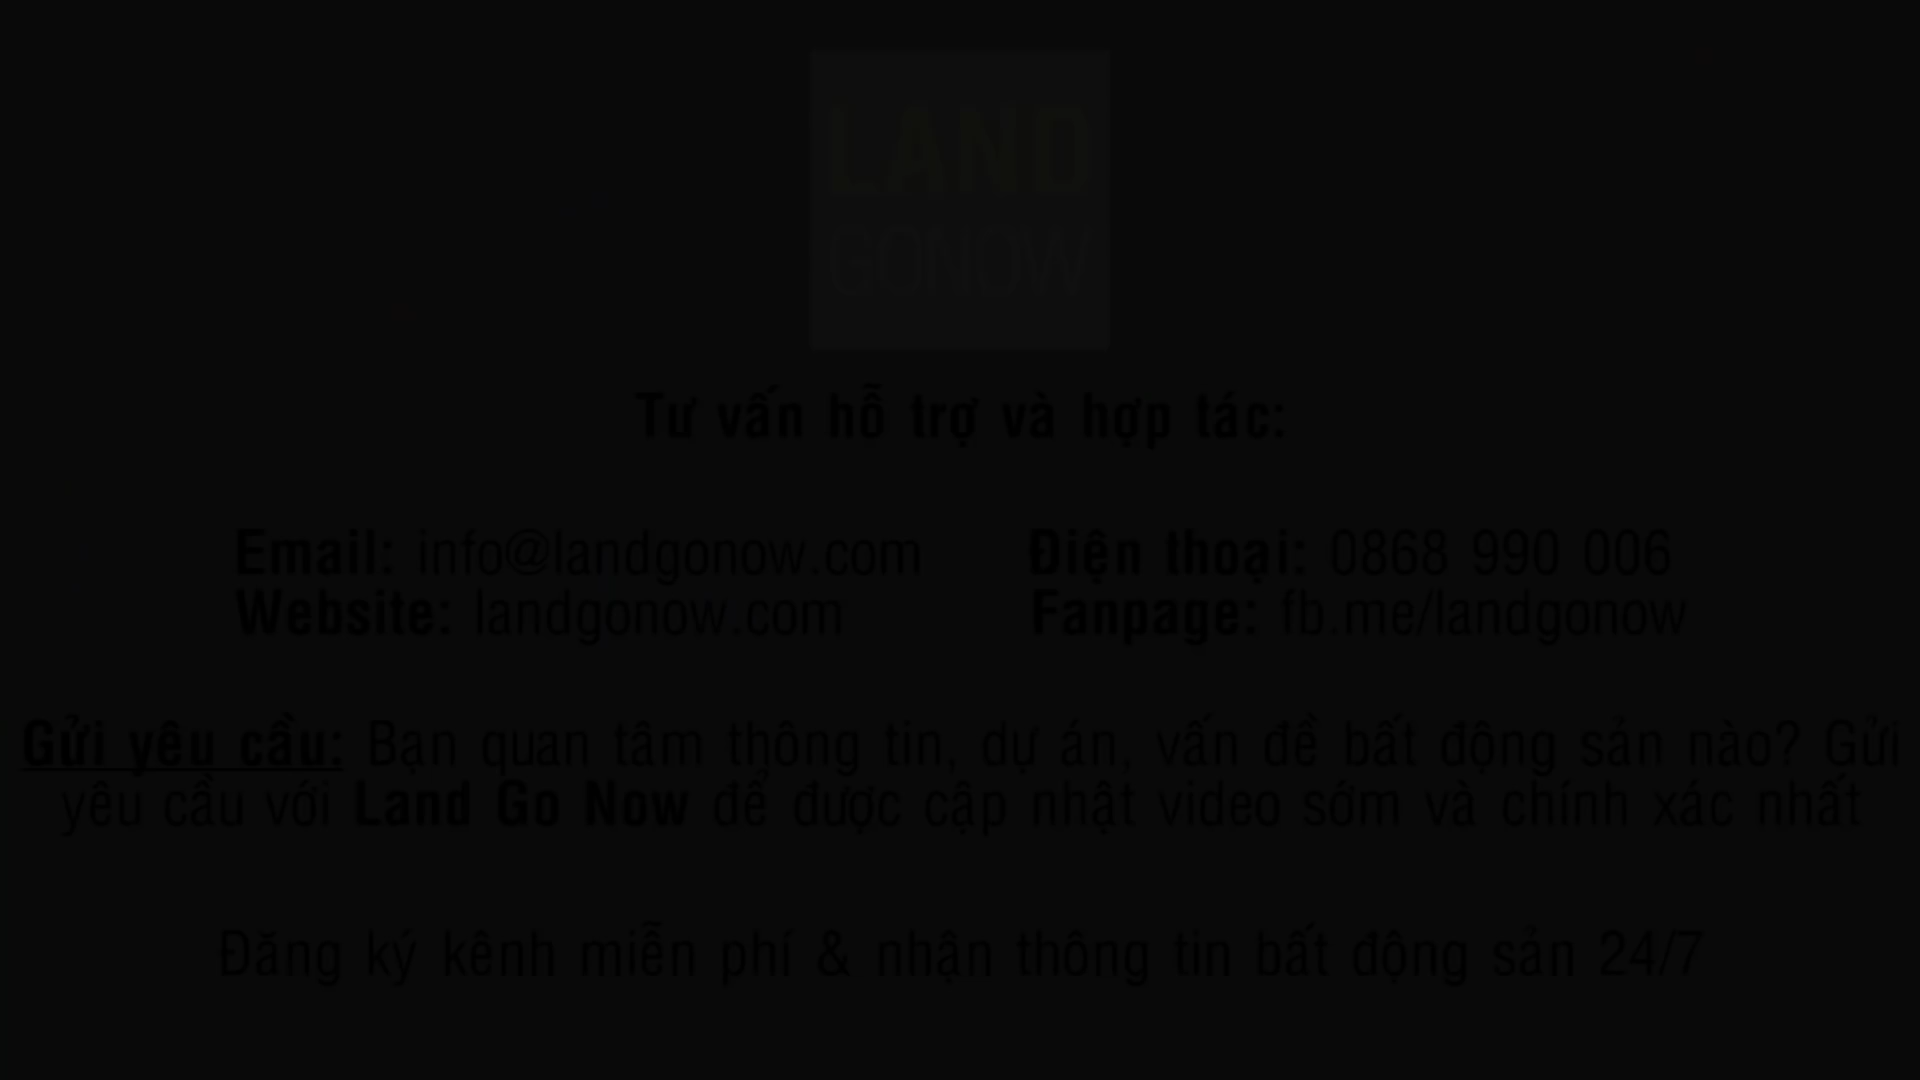 LAND
GONOW
Tư vấn hỗ trợ và hợp tác:
Email: info@landgonow.com
Điện thoại: 0868 990 006
Website: landgonow.com
Fanpage: fb.me/landgonow
Gửi yêu cầu: Bạn quan tâm thông tin, dự án, vấn đề bất động sản nào? Gửi
yêu cầu với Land Go Now để được cập nhật video sớm và chính xác nhất
Đăng ký kênh miễn phí & nhận thông tin bất động sản 24/7